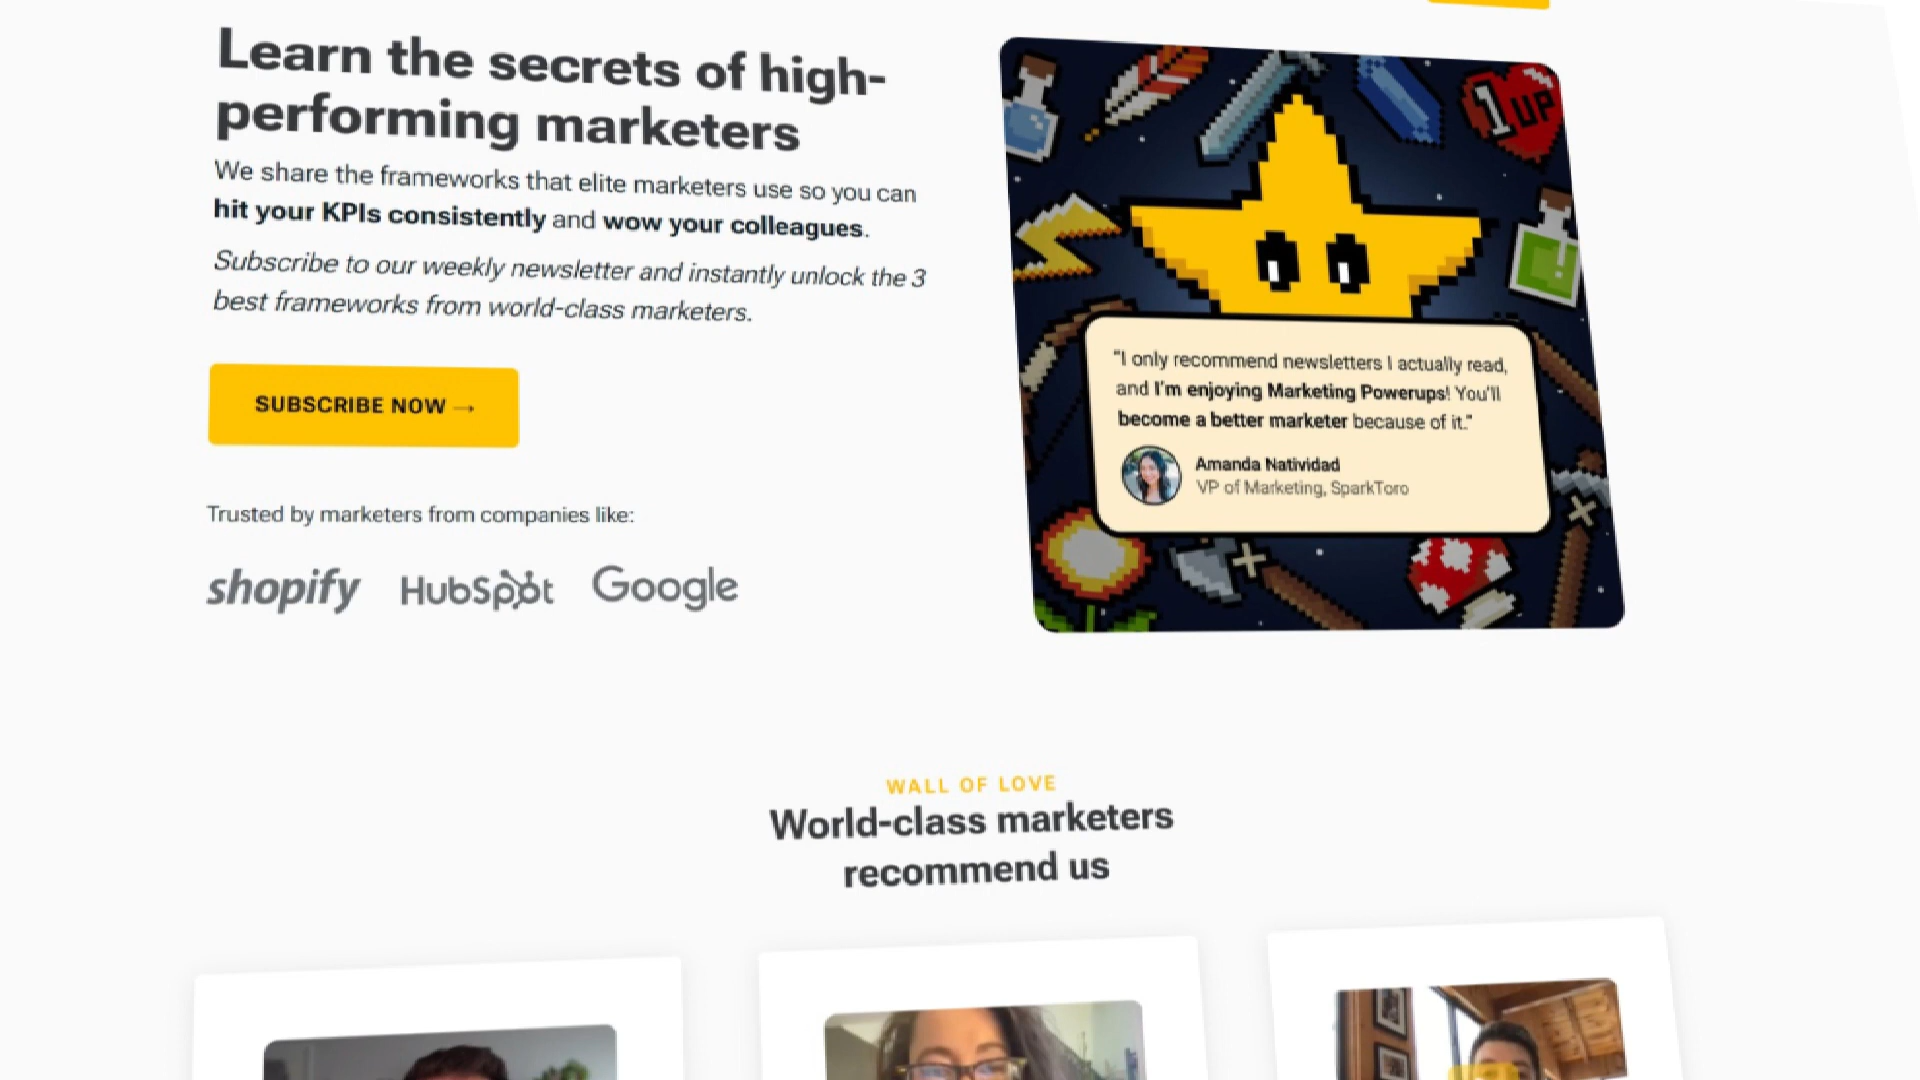 Learn the secrets of high-
performing marketers
We share the frameworks that elite marketers use so you can
hit your KPIs consistently and wow your colleagues.
Subscribe to our weekly newsletter and instantly unlock the 3
best frameworks from world-class marketers.
SUBSCRIBE NOW →
Trusted by marketers from companies like:
shopify HubSpot Google
1UP
"I only recommend newsletters I actually read,
and I'm enjoying Marketing Powerups! You'll
become a better marketer because of it."
Amanda Natividad
VP of Marketing, SparkToro
WALL OF LOVE
World-class marketers
recommend us